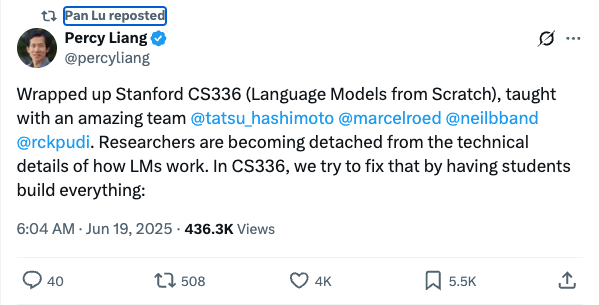 Pan Lu reposted
Percy Liang
@percyliang
Wrapped up Stanford CS336 (Language Models from Scratch), taught
with an amazing team @tatsu_hashimoto @marcelroed @neilbband
@rckpudi. Researchers are becoming detached from the technical
details of how LMs work. In CS336, we try to fix that by having students
build everything:
6:04 AM · Jun 19, 2025 · 436.3K Views
40 508 4K 5.5K